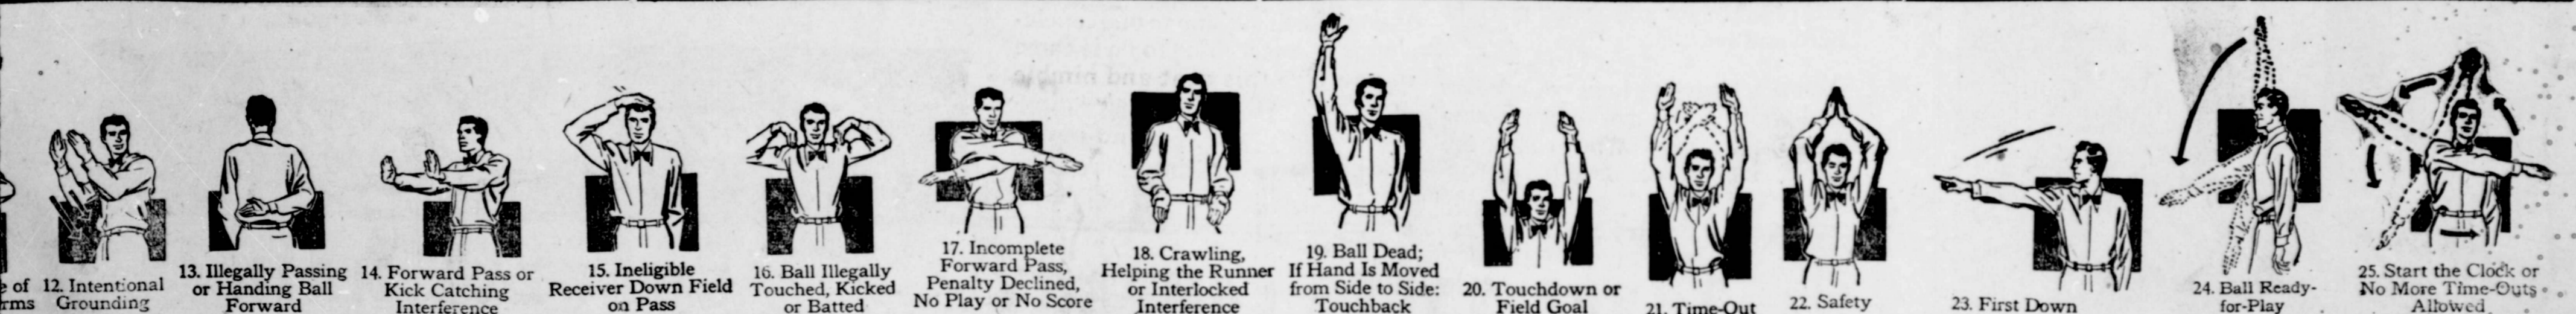 e of
rms
12. Intentional
Grounding
13. Illegally Passing
or Handing Ball
Forward
14. Forward Pass or
Kick Catching
Interference
15. Ineligible
Receiver Down Field
on Pass
16. Ball Illegally
Touched, Kicked
or Batted
17. Incomplete
Forward Pass,
Penalty Declined,
No Play or No Score
18. Crawling,
Helping the Runner
or Interlocked
Interference
19. Ball Dead;
If Hand Is Moved
from Side to Side:
Touchback
20. Touchdown or
Field Goal
21. Time-Out
22. Safety
23. First Down
24. Ball Ready-
for-Play
25. Start the Clock or
No More Time-Outs
Allowed